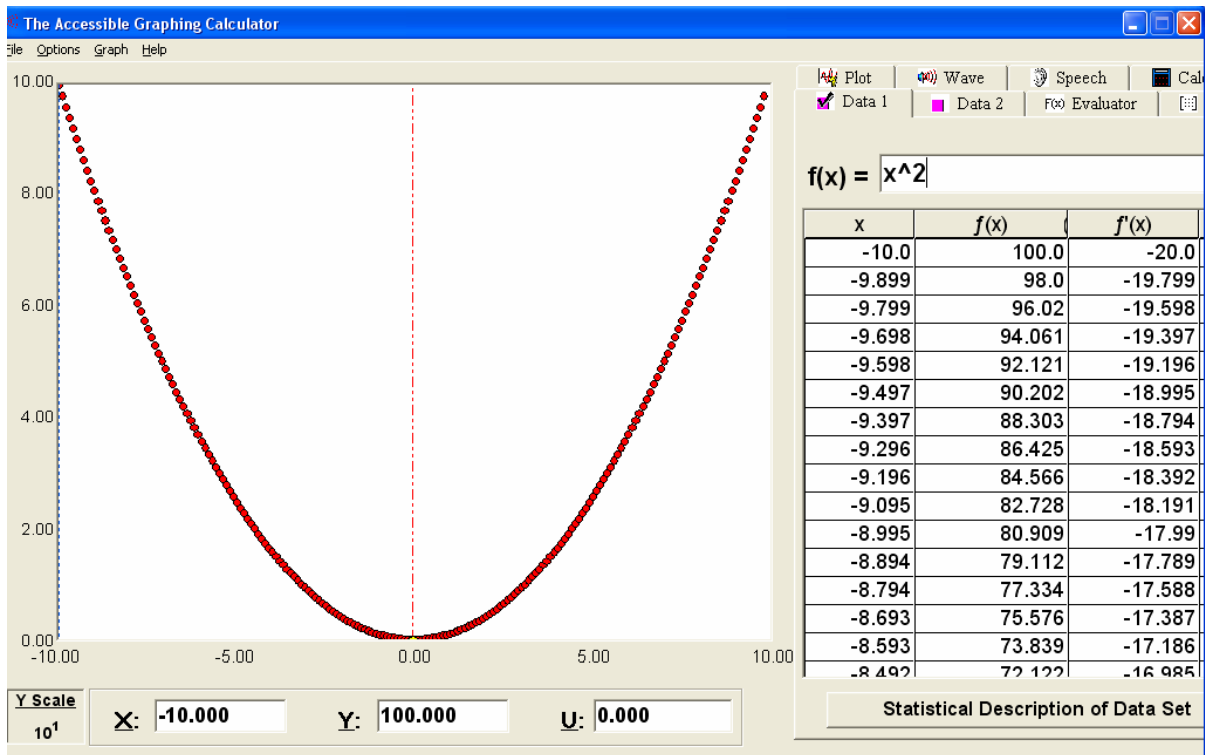 The Accessible Graphing Calculator
File Options Graph Help
Plot Wave Speech
Data 1 Data 2 F(x) Evaluator
f(x) = x^2
x f(x) f'(x)
-10.0 100.0 -20.0
-9.899 98.0 -19.799
-9.799 96.02 -19.598
-9.698 94.061 -19.397
-9.598 92.121 -19.196
-9.497 90.202 -18.995
-9.397 88.303 -18.794
-9.296 86.425 -18.593
-9.196 84.566 -18.392
-9.095 82.728 -18.191
-8.995 80.909 -17.99
-8.894 79.112 -17.789
-8.794 77.334 -17.588
-8.693 75.576 -17.387
-8.593 73.839 -17.186
-8.492 72.122 -16.985
Statistical Description of Data Set
10.00
8.00
6.00
4.00
2.00
0.00
-10.00 -5.00 0.00 5.00 10.00
Y Scale
10¹
X: -10.000 Y: 100.000 U: 0.000